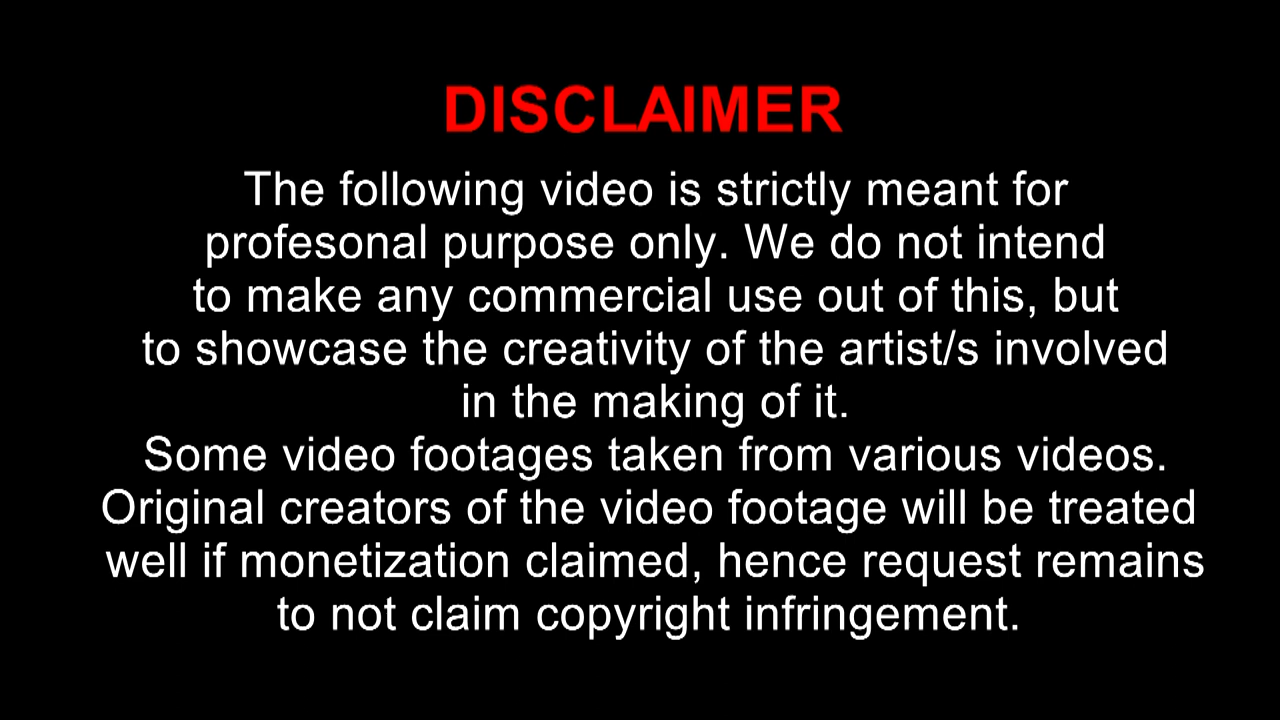 DISCLAIMER
The following video is strictly meant for
profesonal purpose only. We do not intend
to make any commercial use out of this, but
to showcase the creativity of the artist/s involved
in the making of it.
Some video footages taken from various videos.
Original creators of the video footage will be treated
well if monetization claimed, hence request remains
to not claim copyright infringement.